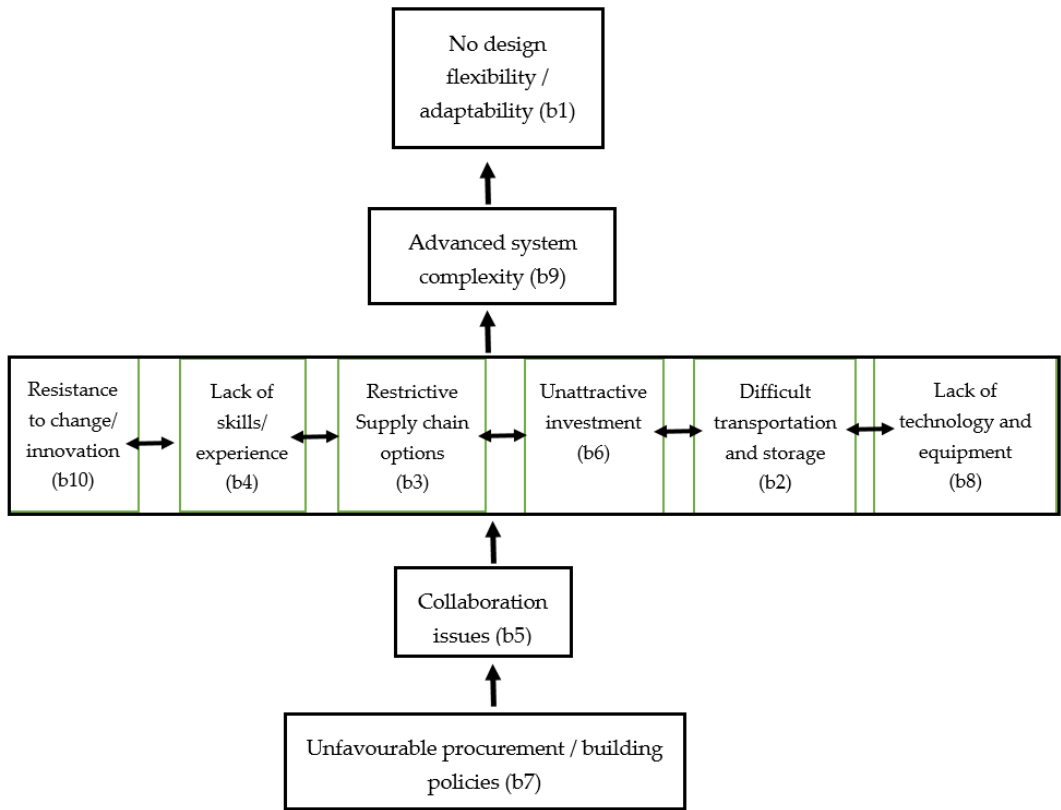 No design
flexibility /
adaptability (b1)
Advanced system
complexity (b9)
Resistance
to change/
innovation
(b10)
Lack of
skills/
experience
(b4)
Restrictive
Supply chain
options
(b3)
Unattractive
investment
(b6)
Difficult
transportation
and storage
(b2)
Lack of
technology and
equipment
(b8)
Collaboration
issues (b5)
Unfavourable procurement / building
policies (b7)